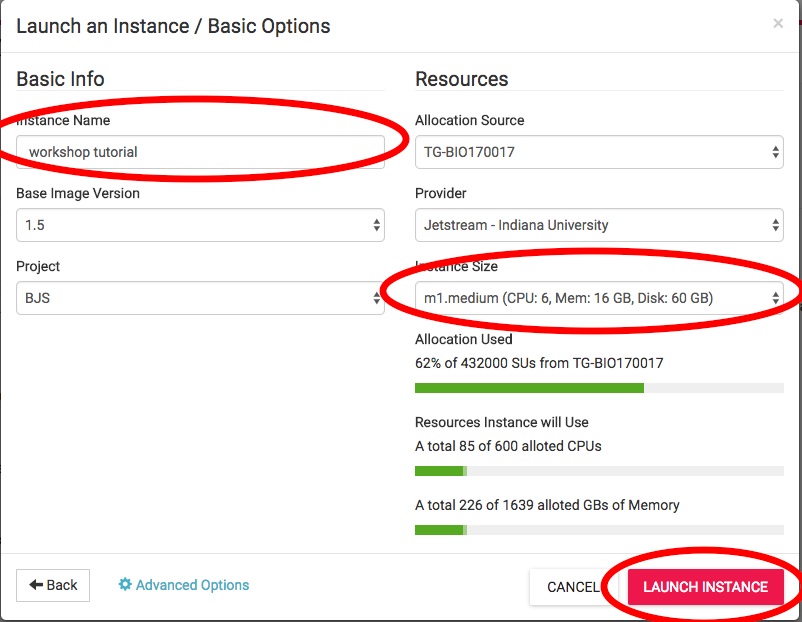 Launch an Instance / Basic Options
×
Basic Info
Instance Name
workshop tutorial
Base Image Version
1.5
Project
BJS
Resources
Allocation Source
TG-BIO170017
Provider
Jetstream - Indiana University
Instance Size
m1.medium (CPU: 6, Mem: 16 GB, Disk: 60 GB)
Allocation Used
62% of 432000 SUs from TG-BIO170017
Resources Instance will Use
A total 85 of 600 alloted CPUs
A total 226 of 1639 alloted GBs of Memory
Back
Advanced Options
CANCEL
LAUNCH INSTANCE